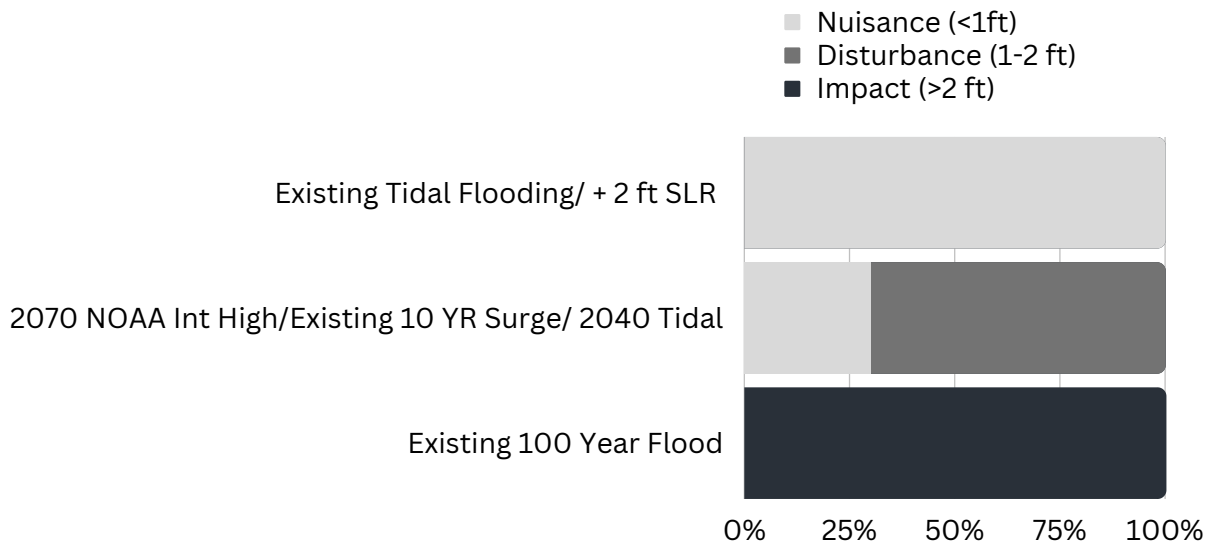 Nuisance (<1ft)
Disturbance (1-2 ft)
Impact (>2 ft)
Existing Tidal Flooding/ + 2 ft SLR
2070 NOAA Int High/Existing 10 YR Surge/ 2040 Tidal
Existing 100 Year Flood
0% 25% 50% 75% 100%